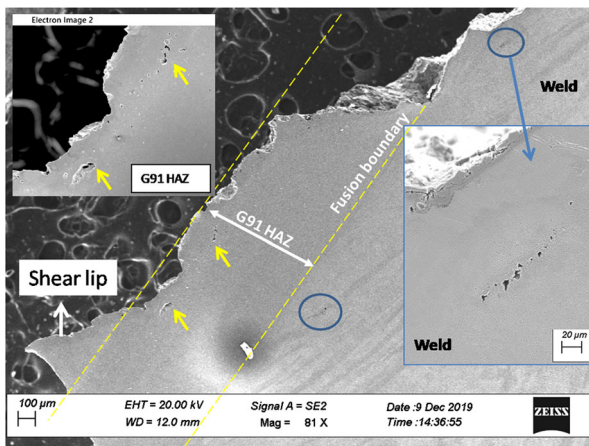 Electron Image 2
G91 HAZ
Weld
Fusion boundary
G91 HAZ
Shear lip
Weld
20 µm
100 µm
EHT = 20.00 kV
WD = 12.0 mm
Signal A = SE2
Mag = 81 X
Date :9 Dec 2019
Time :14:36:55
ZEISS